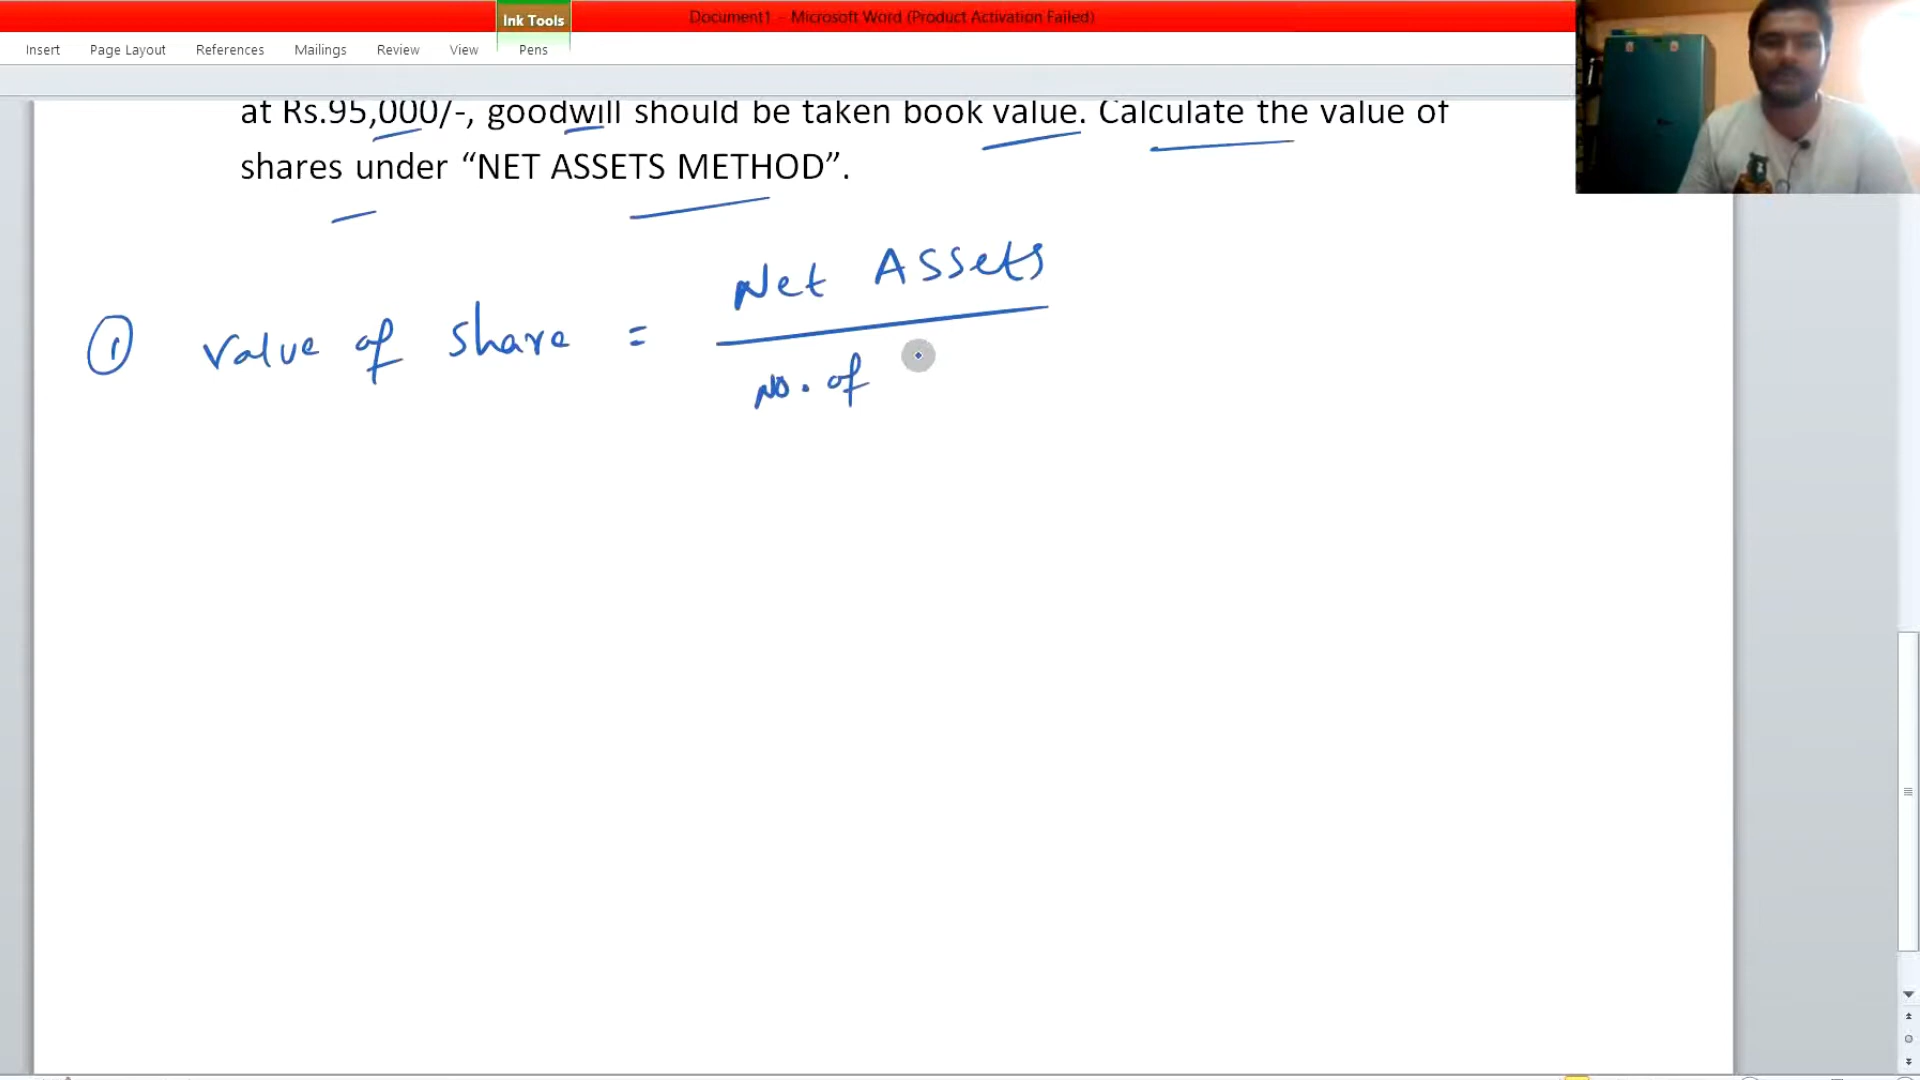 Ink Tools
Document1 - Microsoft Word (Product Activation Failed)
Insert Page Layout References Mailings Review View Pens
at Rs.95,000/-, goodwill should be taken book value. Calculate the value of
shares under “NET ASSETS METHOD”.
Net Assets
① Value of share =
No. of